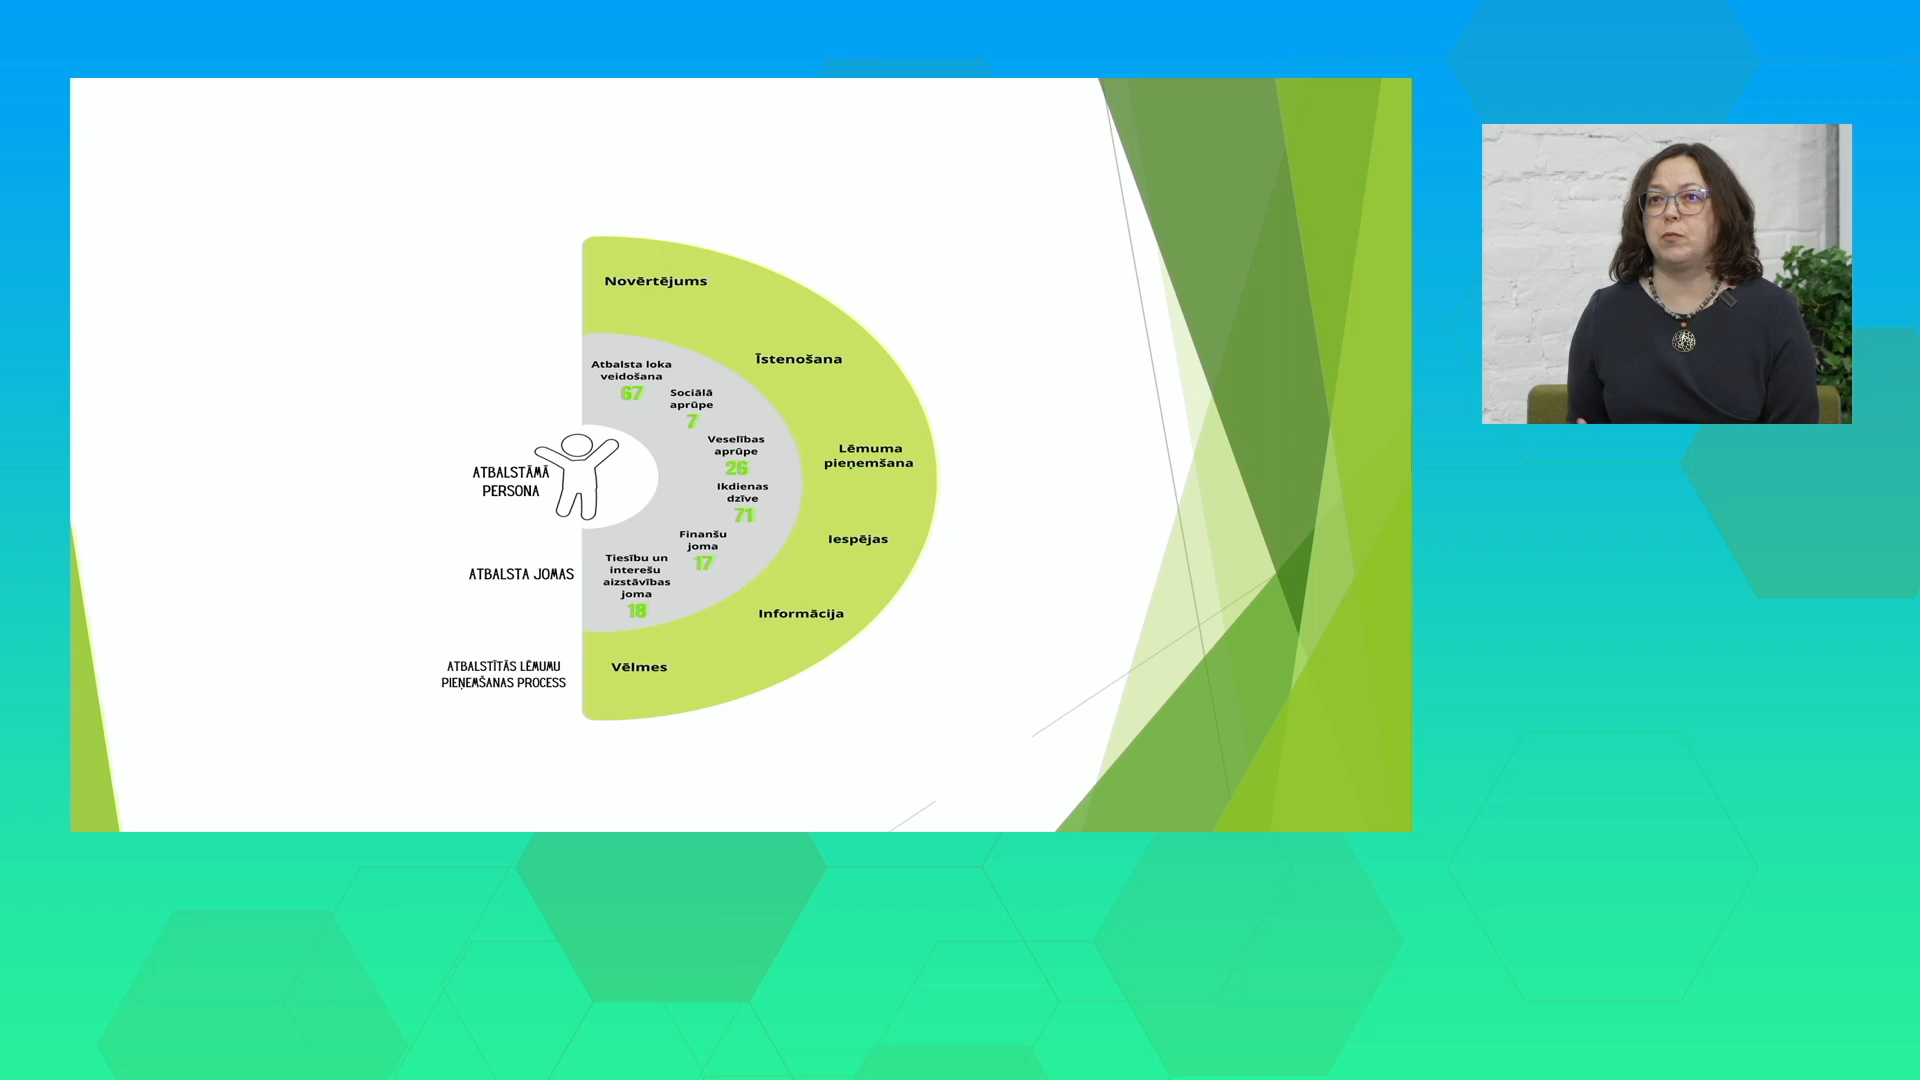 Novērtējums
Īstenošana
Atbalsta loka
veidošana
67
Sociālā
aprūpe
7
Veselības
aprūpe
26
Lēmuma
pieņemšana
ATBALSTĀMĀ
PERSONA
Ikdienas
dzīve
71
Finanšu
joma
17
Iespējas
Tiesību un
interešu
aizstāvības
joma
18
ATBALSTA JOMAS
Informācija
Vēlmes
ATBALSTĪTĀS LĒMUMU
PIEŅEMŠANAS PROCESS